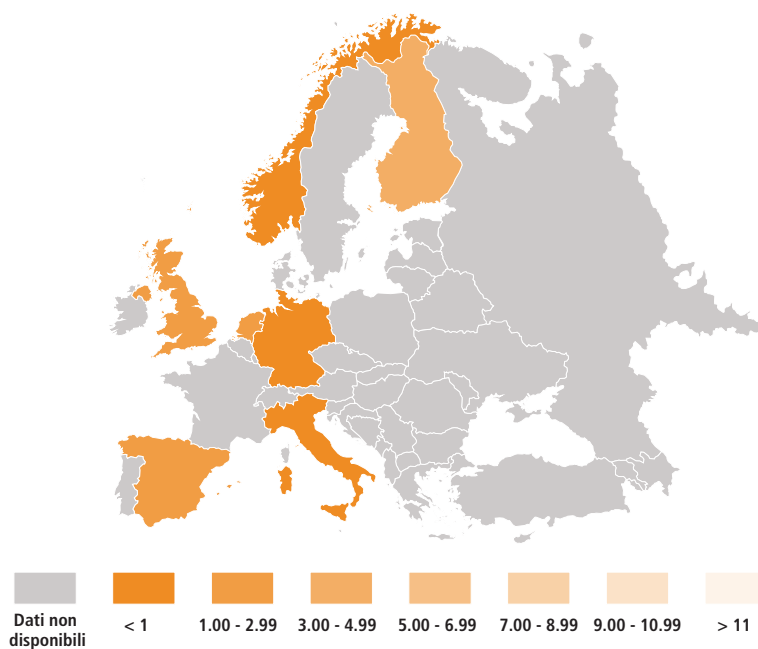 Dati non
disponibili
< 1
1.00 - 2.99
3.00 - 4.99
5.00 - 6.99
7.00 - 8.99
9.00 - 10.99
> 11